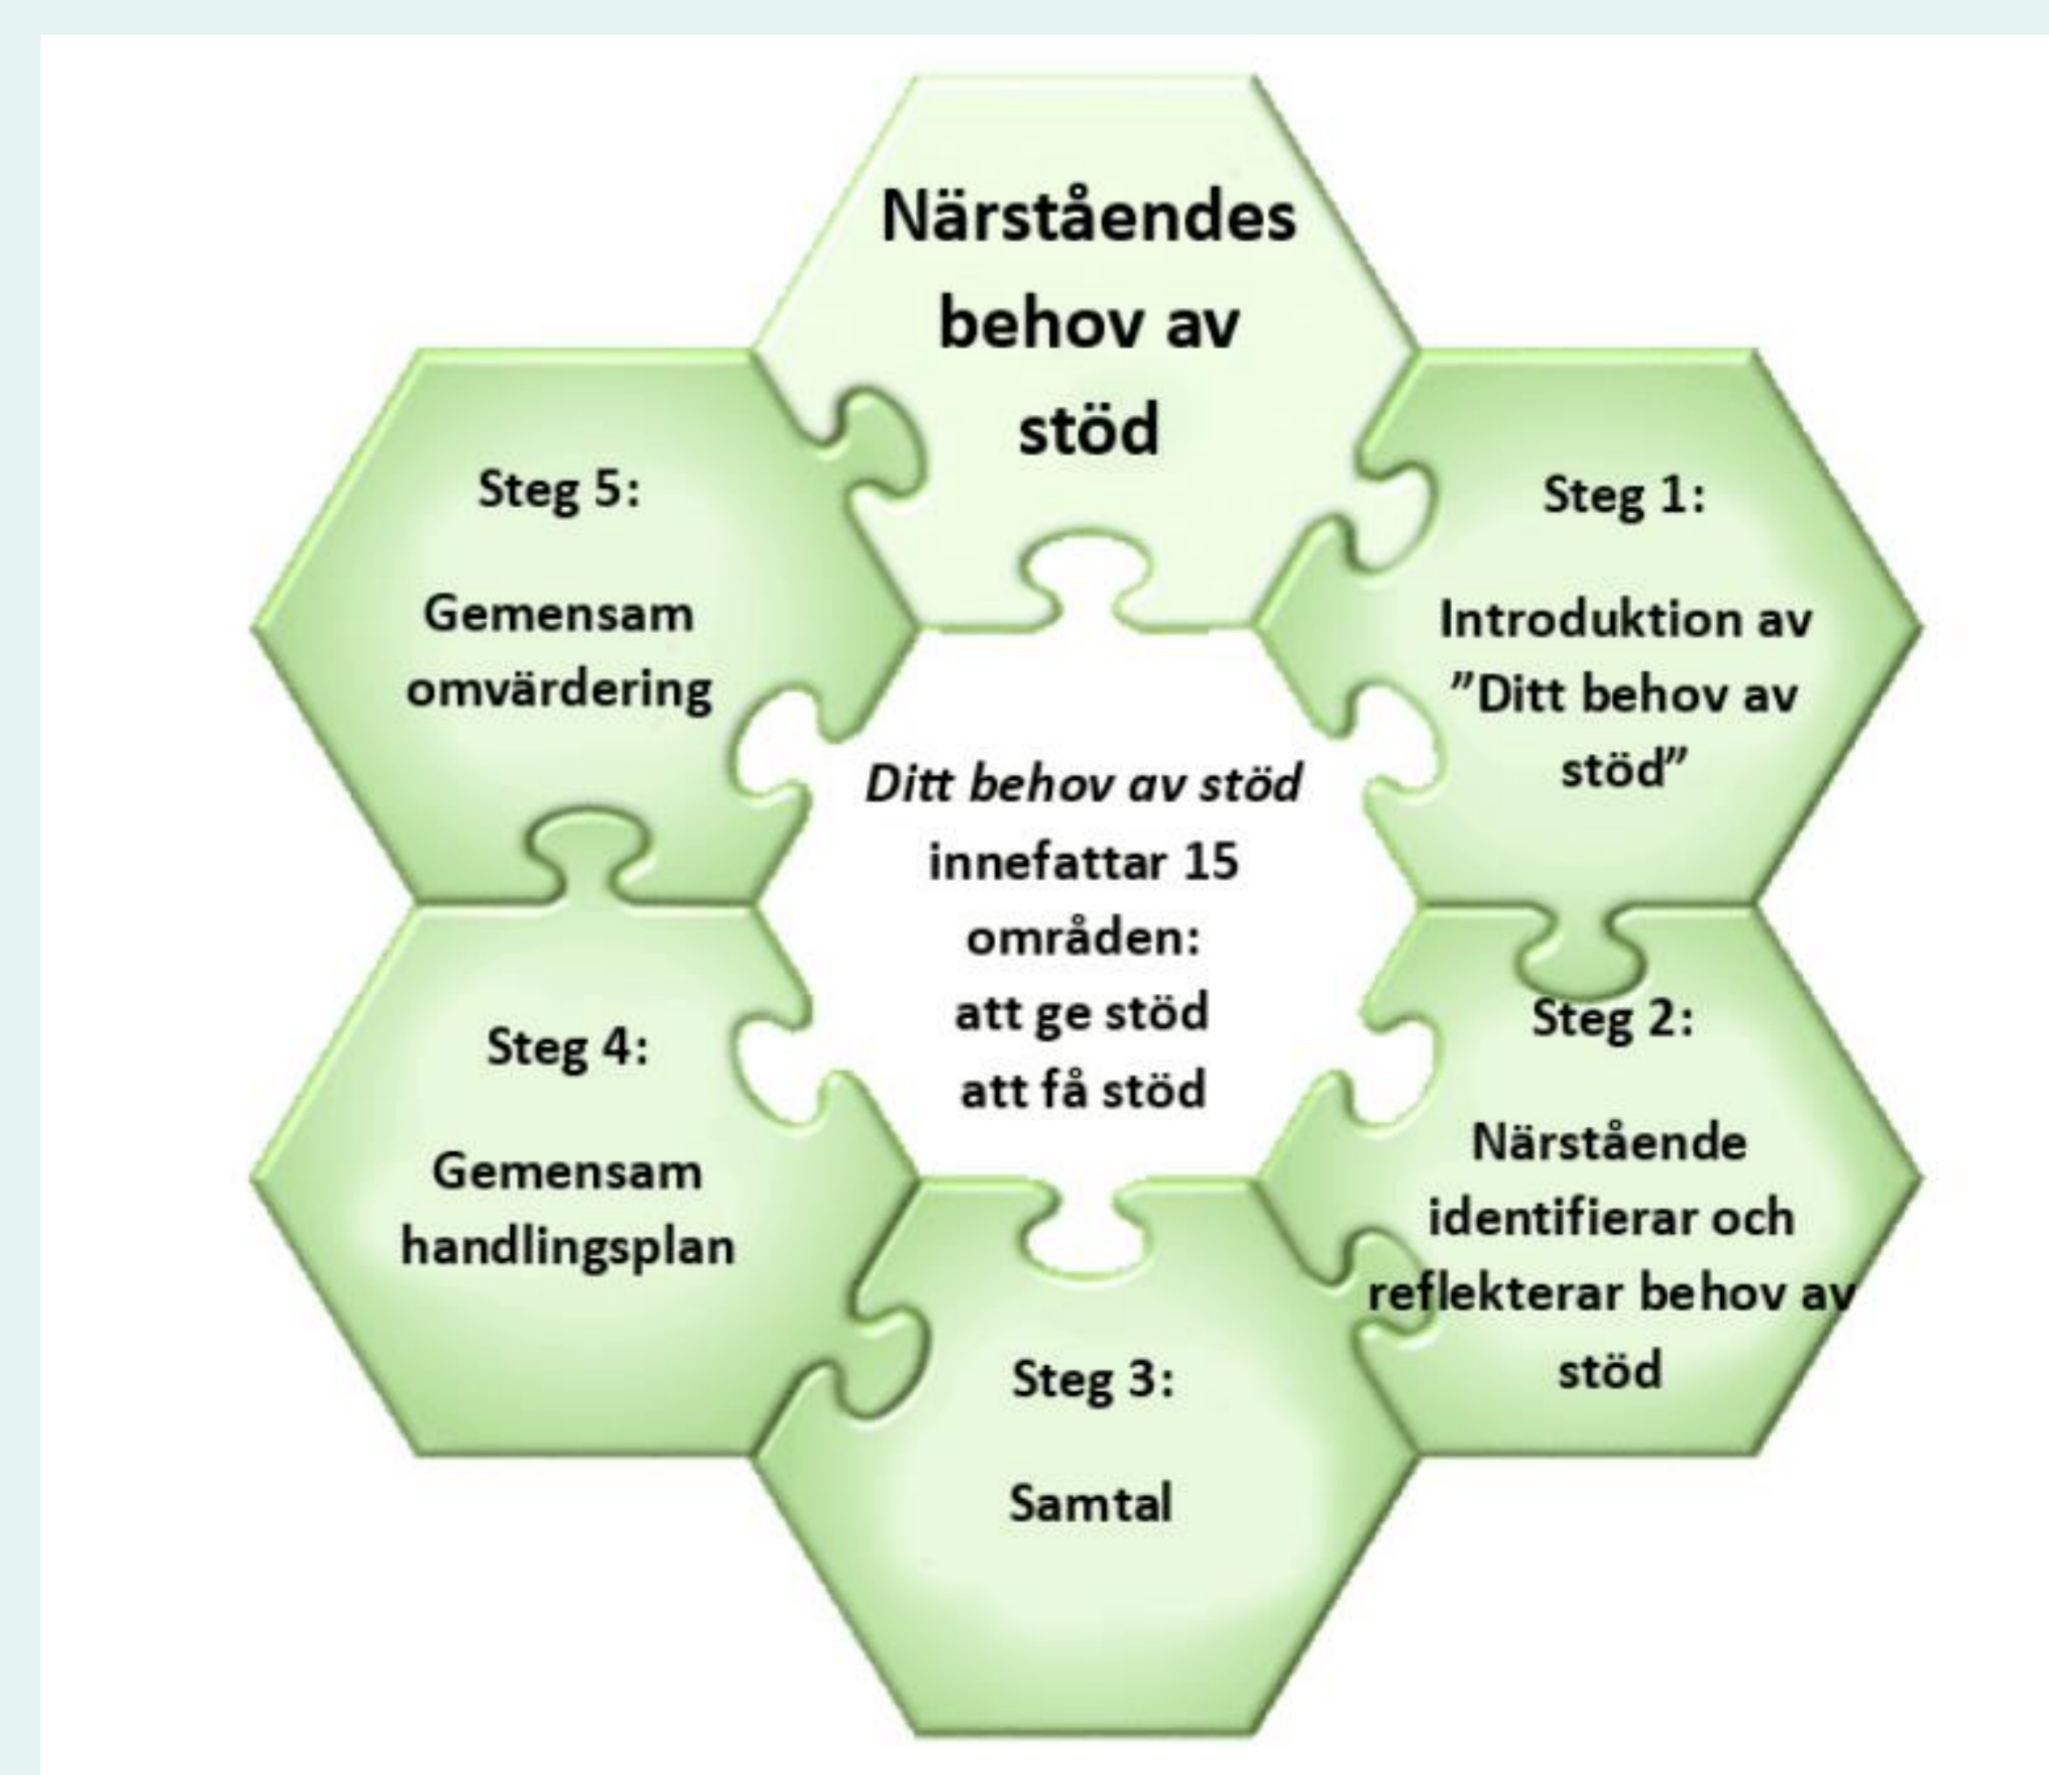 Närståendes
behov av
stöd
Steg 1:
Introduktion av
”Ditt behov av
stöd”
Steg 2:
Närstående
identifierar och
reflekterar behov av
stöd
Steg 3:
Samtal
Steg 4:
Gemensam
handlingsplan
Steg 5:
Gemensam
omvärdering
Ditt behov av stöd
innefattar 15
områden:
att ge stöd
att få stöd